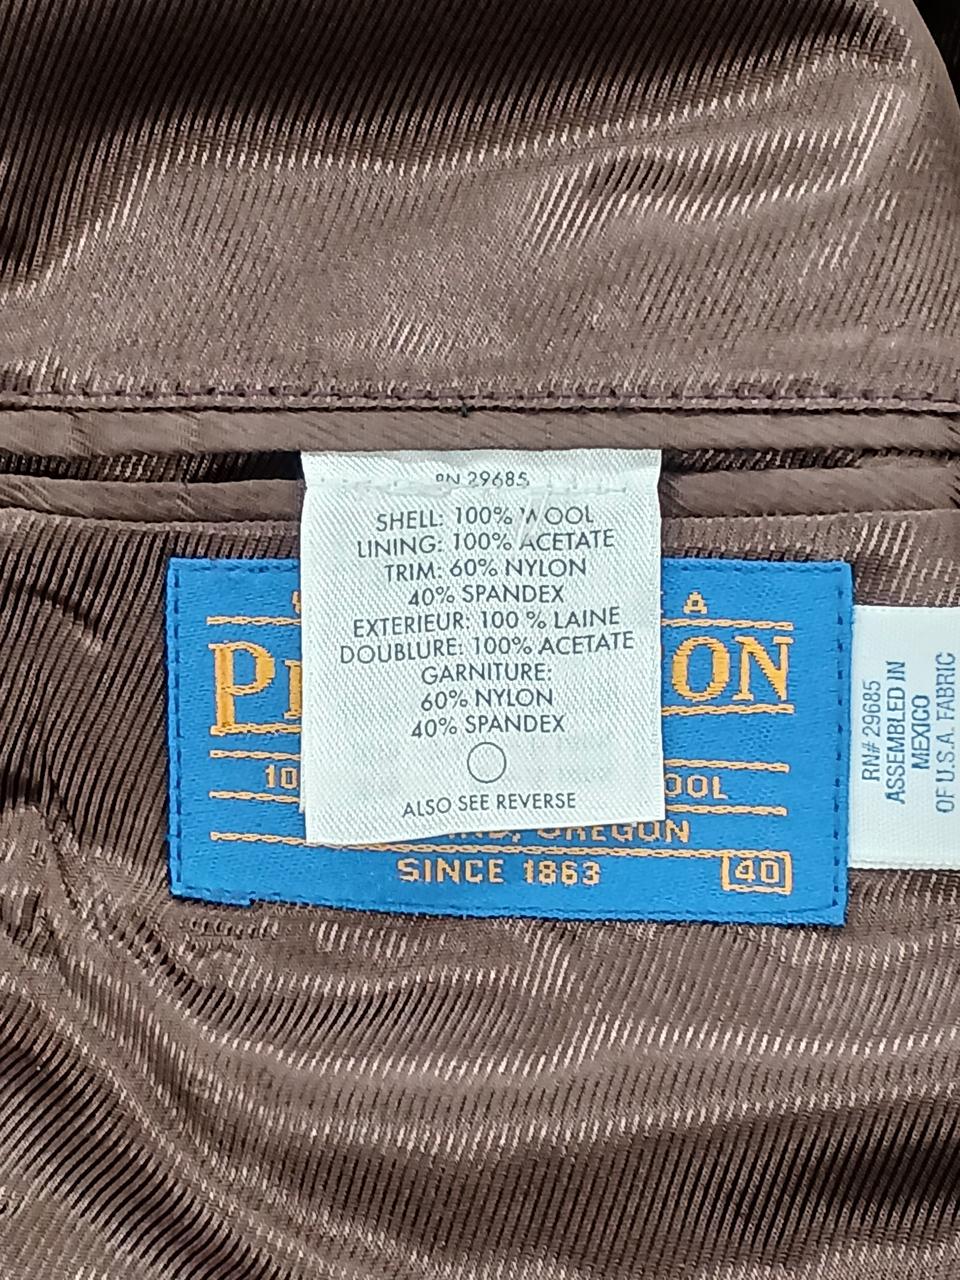 RN 29685
SHELL: 100% WOOL
LINING: 100% ACETATE
TRIM: 60% NYLON
40% SPANDEX
EXTERIEUR: 100 % LAINE
DOUBLURE: 100% ACETATE
GARNITURE:
60% NYLON
40% SPANDEX
ALSO SEE REVERSE
OREGON
SINCE 1863
40
RN# 29685
ASSEMBLED IN
MEXICO
OF U.S.A. FABRIC